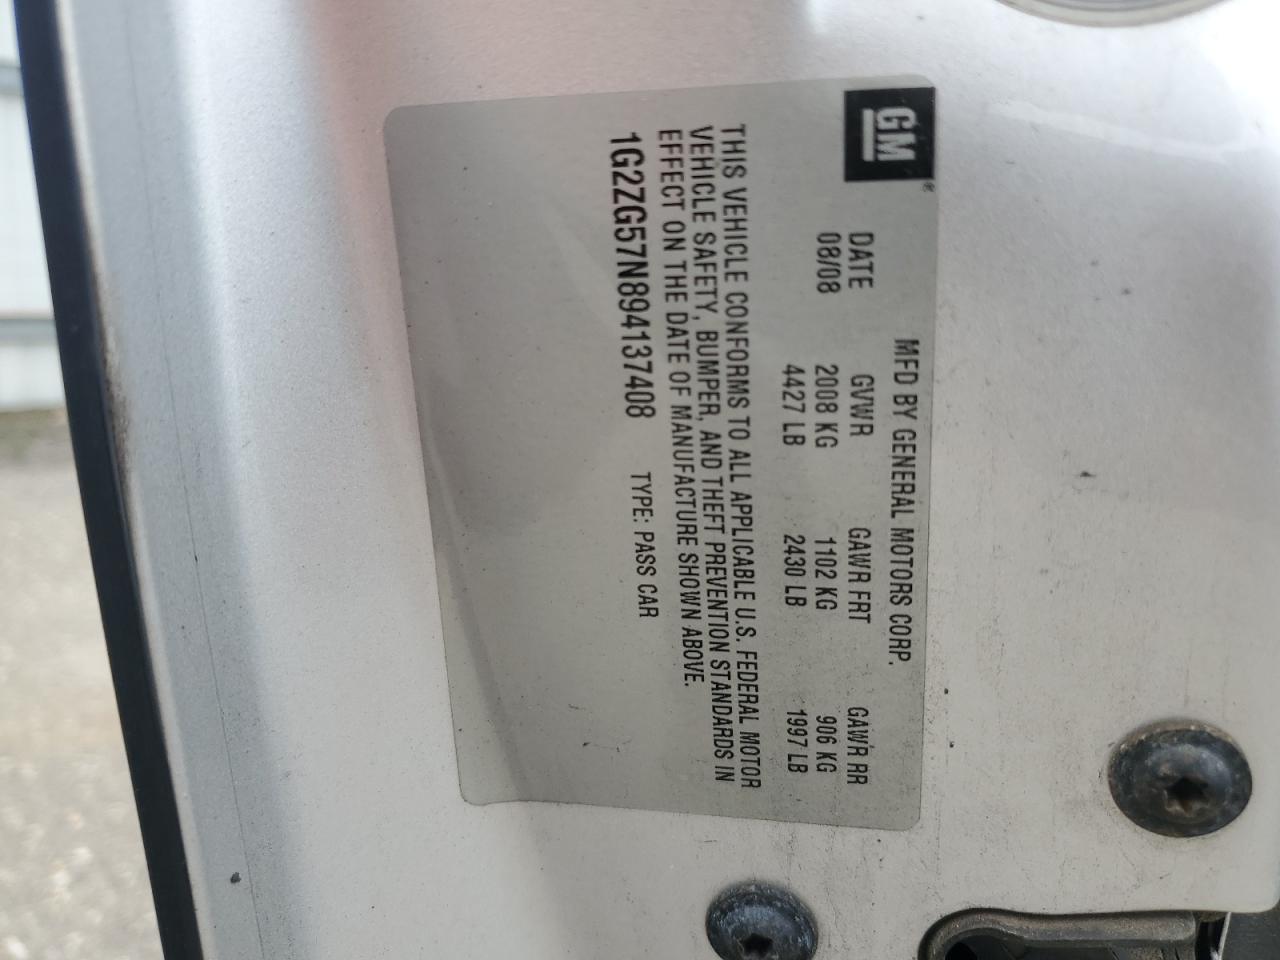 GM®
MFD BY GENERAL MOTORS CORP.
DATE GVWR GAWR FRT GAWR RR
08/08 2008 KG 1102 KG 906 KG
4427 LB 2430 LB 1997 LB
THIS VEHICLE CONFORMS TO ALL APPLICABLE U.S. FEDERAL MOTOR
VEHICLE SAFETY, BUMPER, AND THEFT PREVENTION STANDARDS IN
EFFECT ON THE DATE OF MANUFACTURE SHOWN ABOVE.
1G2ZG57N894137408 TYPE: PASS CAR